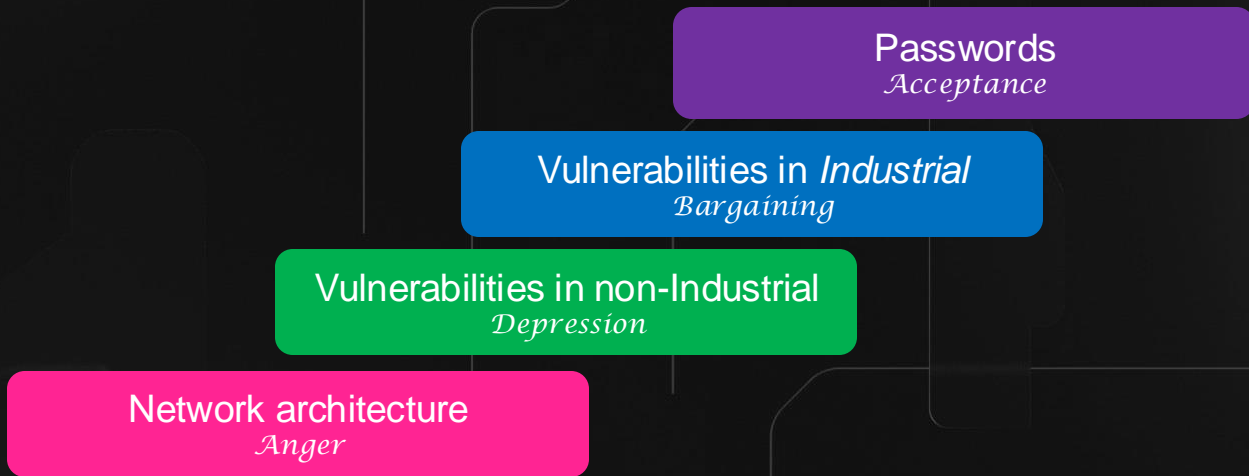 Passwords
Acceptance
Vulnerabilities in Industrial
Bargaining
Vulnerabilities in non-Industrial
Depression
Network architecture
Anger